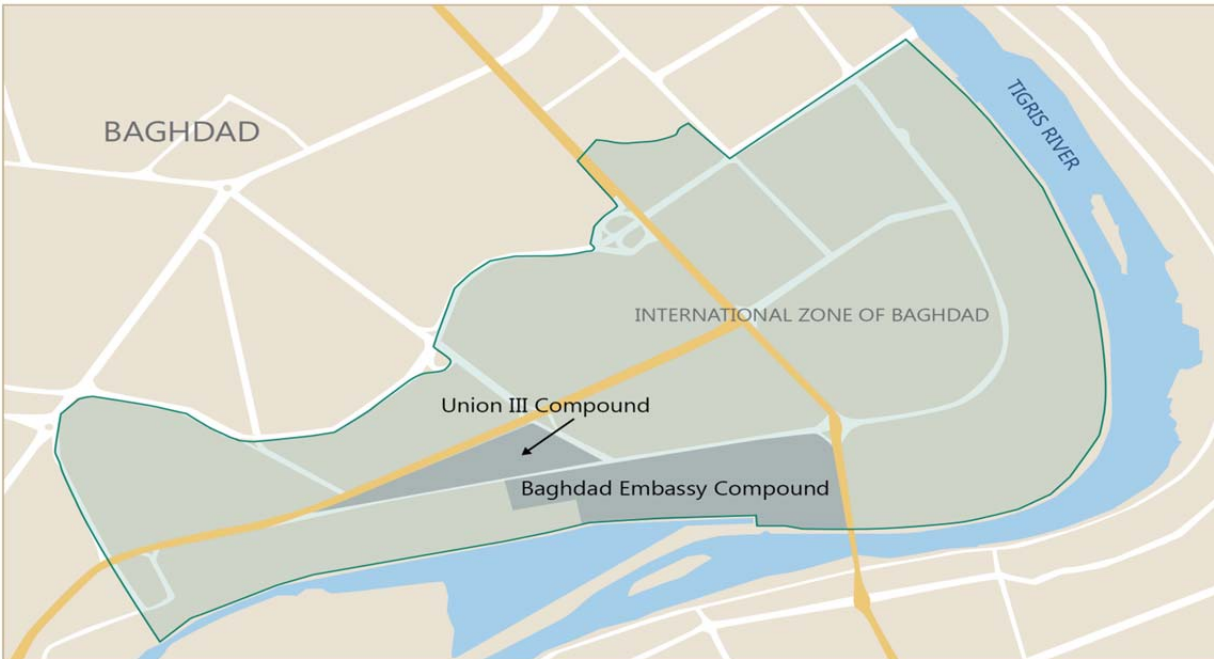 BAGHDAD
TIGRIS RIVER
INTERNATIONAL ZONE OF BAGHDAD
Union III Compound
Baghdad Embassy Compound